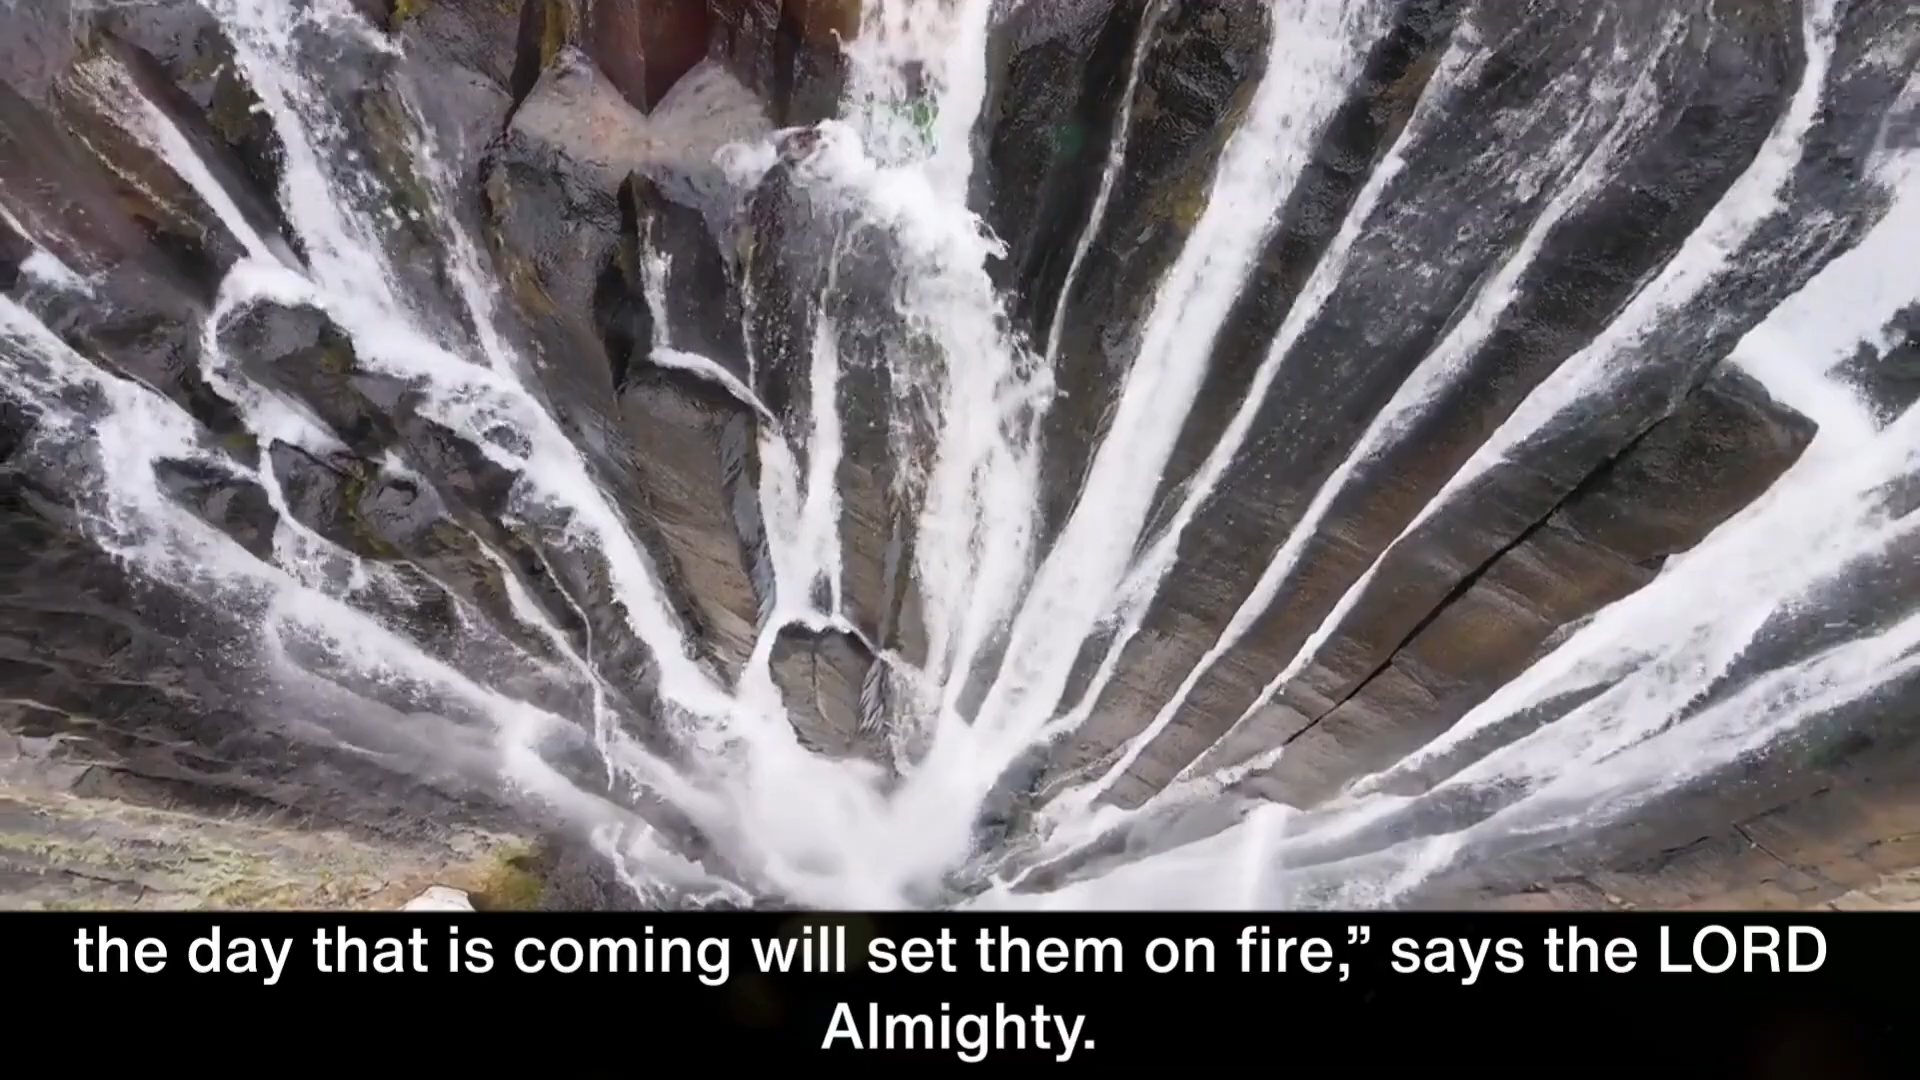 the day that is coming will set them on fire,” says the LORD
Almighty.